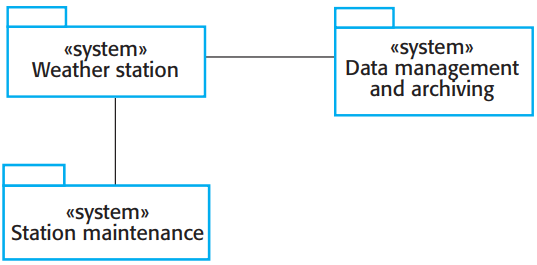 «system»
Weather station
«system»
Data management
and archiving
«system»
Station maintenance